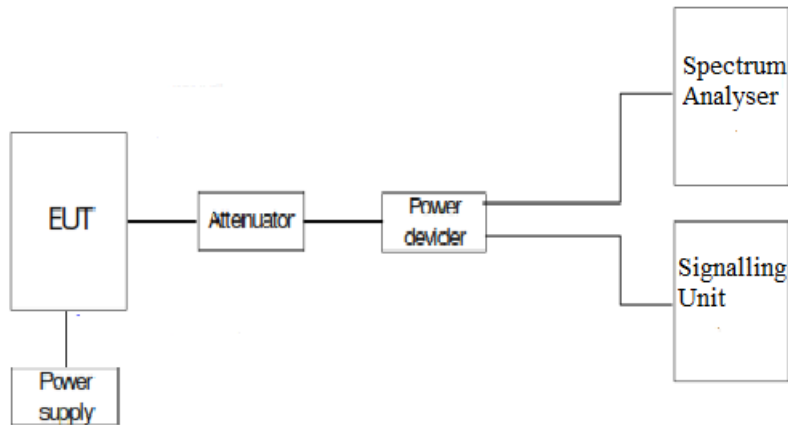 Spectrum
Analyser
EUT
Attenuator
Power
devider
Signalling
Unit
Power
supply